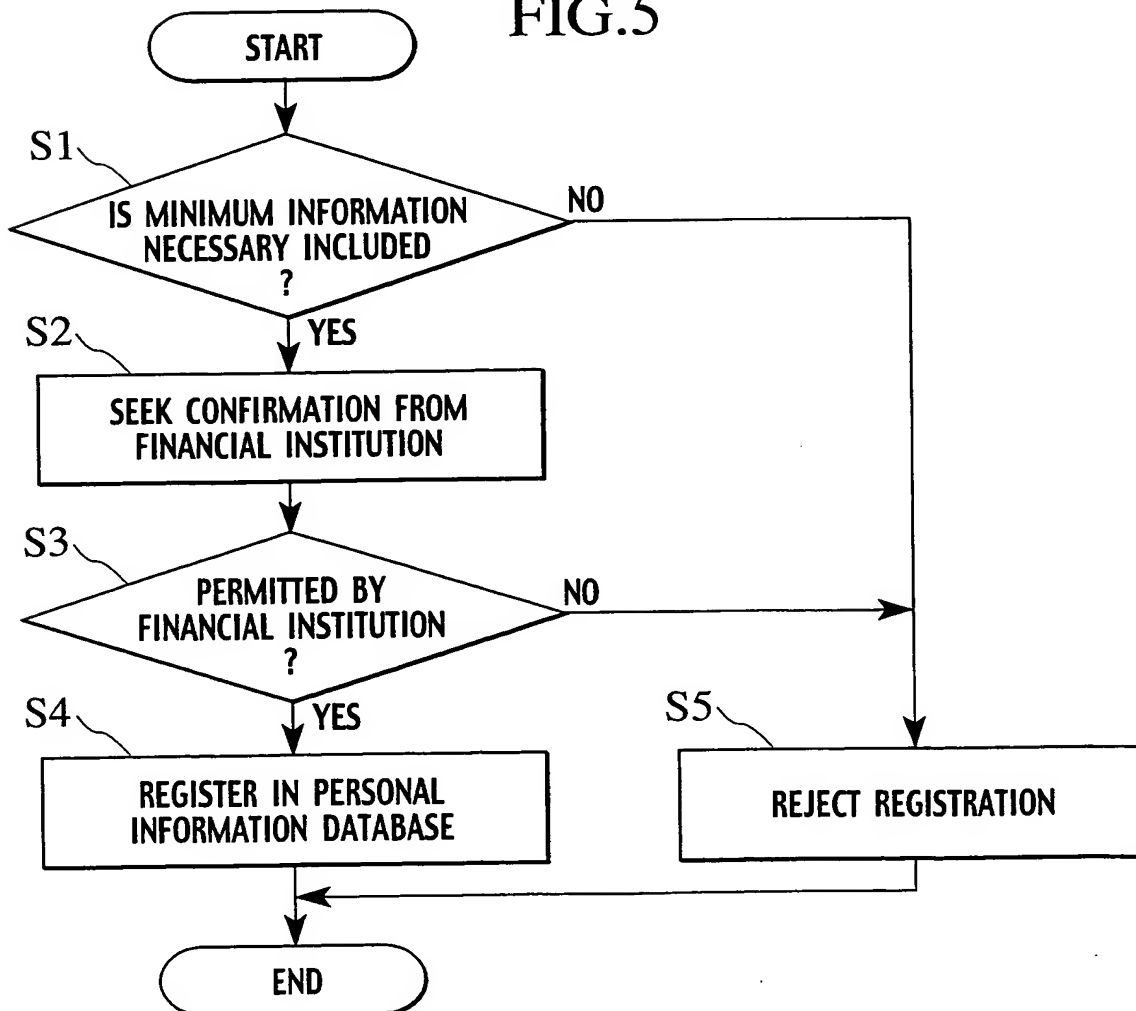 FIG.5
START
S1
IS MINIMUM INFORMATION
NECESSARY INCLUDED
?
NO
YES
S2
SEEK CONFIRMATION FROM
FINANCIAL INSTITUTION
S3
PERMITTED BY
FINANCIAL INSTITUTION
?
NO
YES
S4
REGISTER IN PERSONAL
INFORMATION DATABASE
S5
REJECT REGISTRATION
END